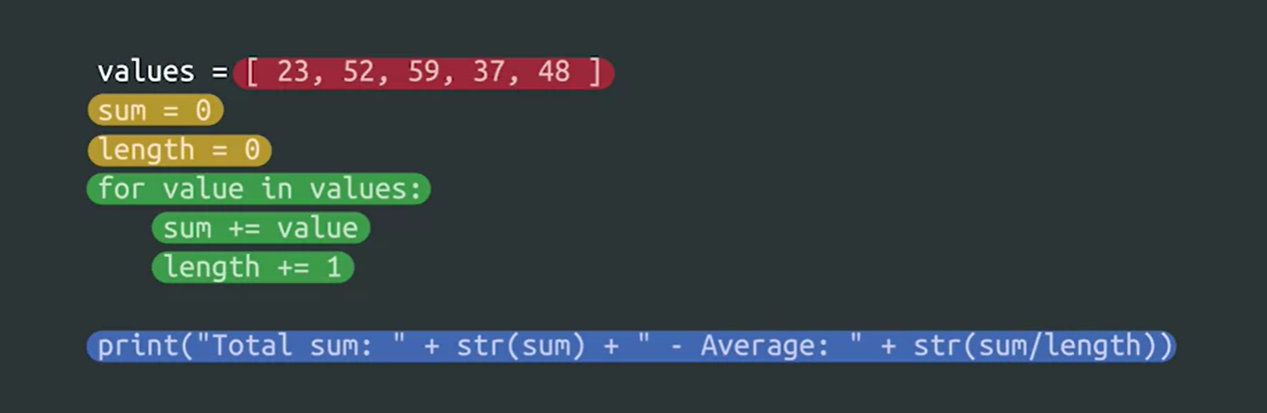 values = [ 23, 52, 59, 37, 48 ]
sum = 0
length = 0
for value in values:
    sum += value
    length += 1
print("Total sum: " + str(sum) + " - Average: " + str(sum/length))